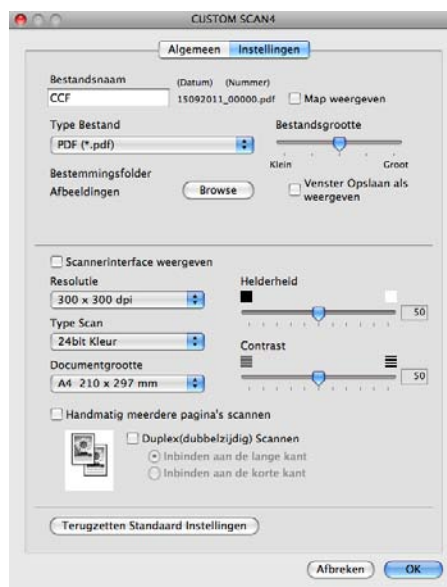 CUSTOM SCAN4
Algemeen Instellingen
Bestandsnaam (Datum) (Nummer)
CCF 15092011_00000.pdf Map weergeven
Type Bestand Bestandsgrootte
PDF (*.pdf)
Klein Groot
Bestemmingsfolder
Afbeeldingen Browse Venster Opslaan als
weergeven
Scannerinterface weergeven
Resolutie Helderheid
300 x 300 dpi
50
Type Scan
24bit Kleur
Contrast
Documentgrootte
A4 210 x 297 mm 50
Handmatig meerdere pagina's scannen
Duplex(dubbelzijdig) Scannen
Inbinden aan de lange kant
Inbinden aan de korte kant
Terugzetten Standaard Instellingen
Afbreken OK